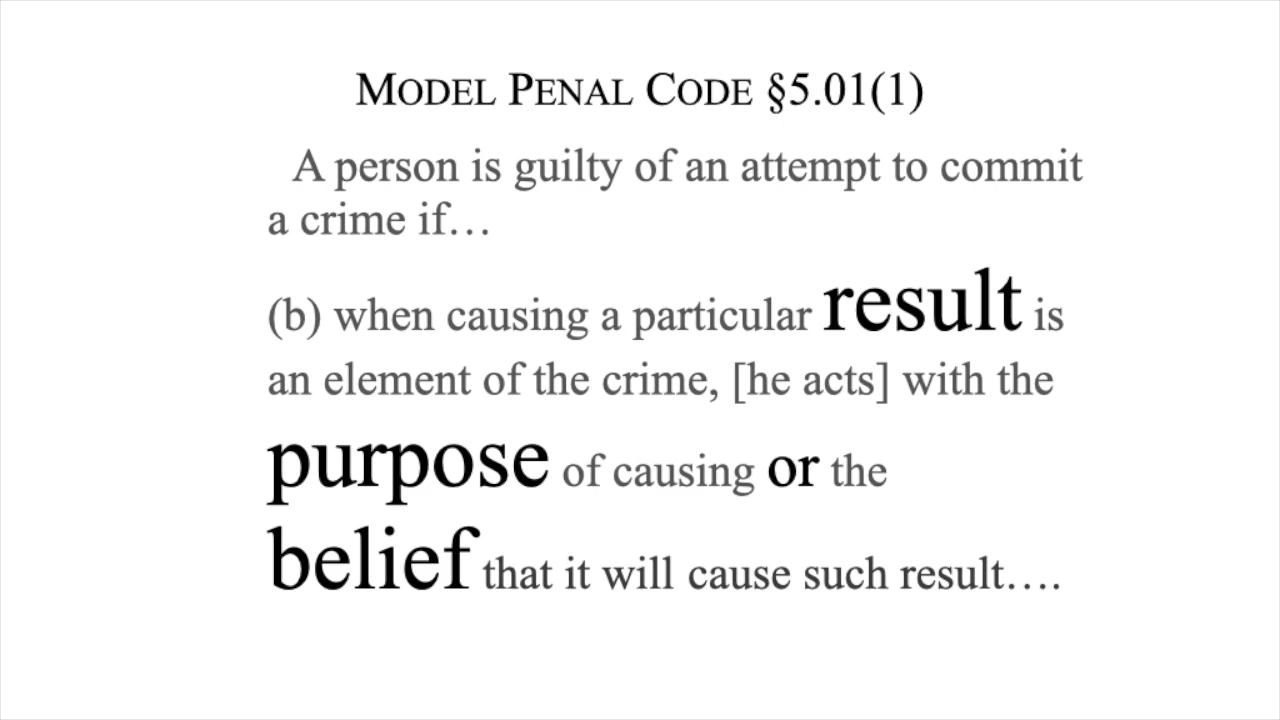 MODEL PENAL CODE §5.01(1)
A person is guilty of an attempt to commit
a crime if…
(b) when causing a particular result is
an element of the crime, [he acts] with the
purpose of causing or the
belief that it will cause such result….